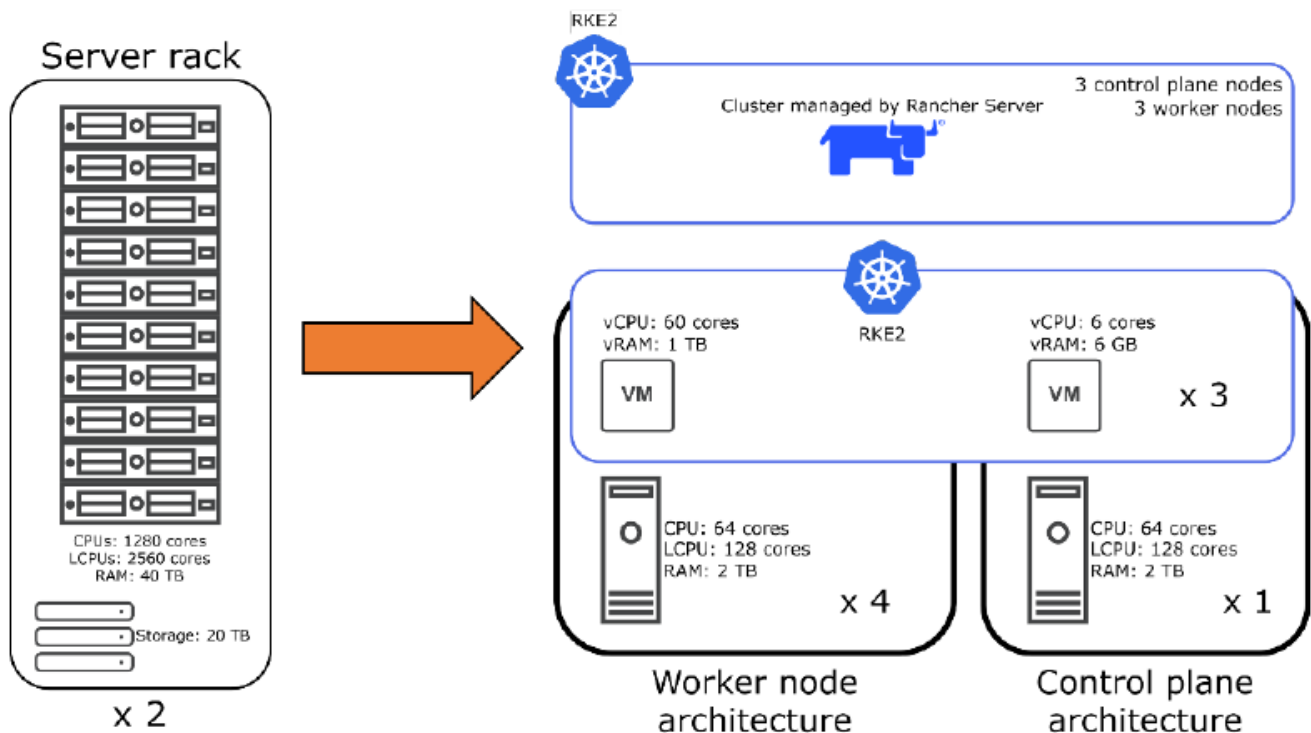 Server rack
CPUs: 1280 cores
LCPUs: 2560 cores
RAM: 40 TB
Storage: 20 TB
x 2
RKE2
3 control plane nodes
3 worker nodes
Cluster managed by Rancher Server
RKE2
vCPU: 60 cores
vRAM: 1 TB
VM
vCPU: 6 cores
vRAM: 6 GB
VM
x 3
CPU: 64 cores
LCPU: 128 cores
RAM: 2 TB
x 4
CPU: 64 cores
LCPU: 128 cores
RAM: 2 TB
x 1
Worker node
architecture
Control plane
architecture